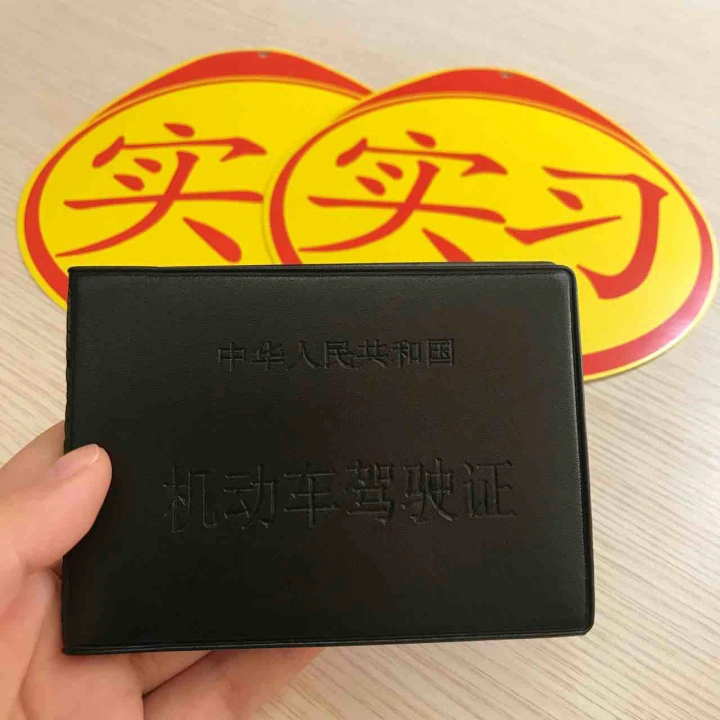 实
实习
中华人民共和国
机动车驾驶证